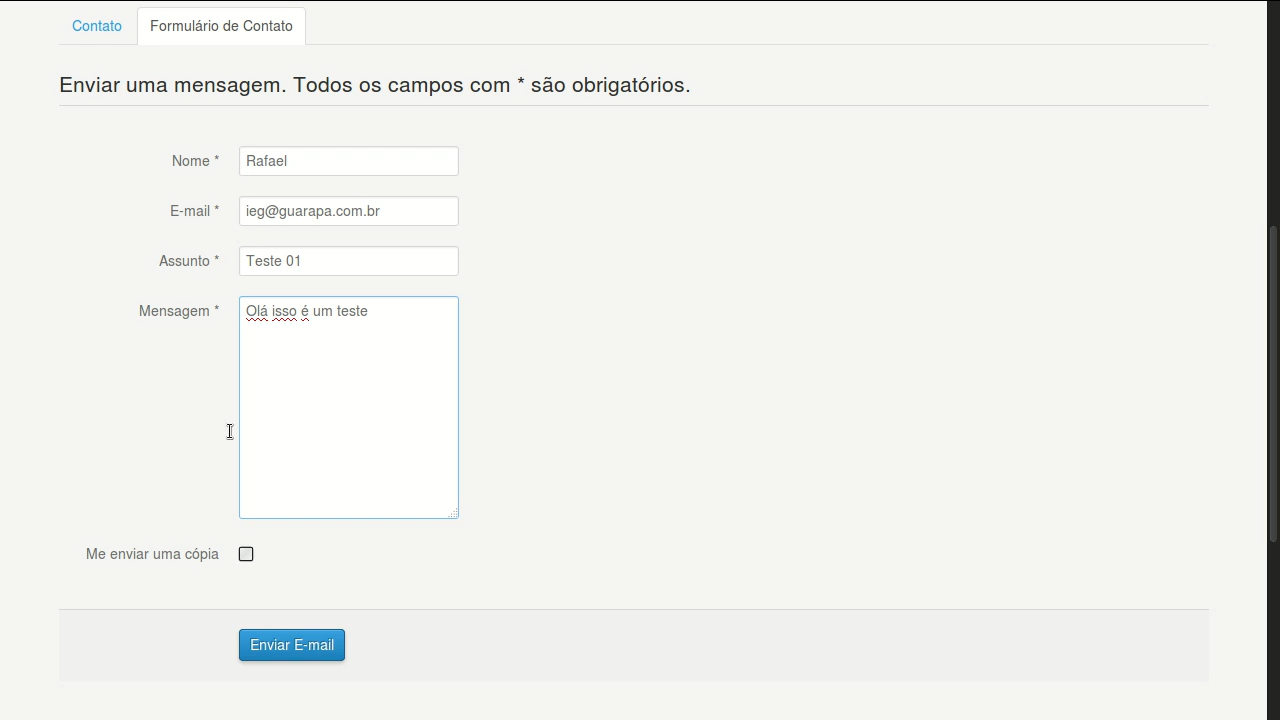 Contato Formulário de Contato
Enviar uma mensagem. Todos os campos com * são obrigatórios.
Nome * Rafael
E-mail * ieg@guarapa.com.br
Assunto * Teste 01
Mensagem * Olá isso é um teste
Me enviar uma cópia
Enviar E-mail